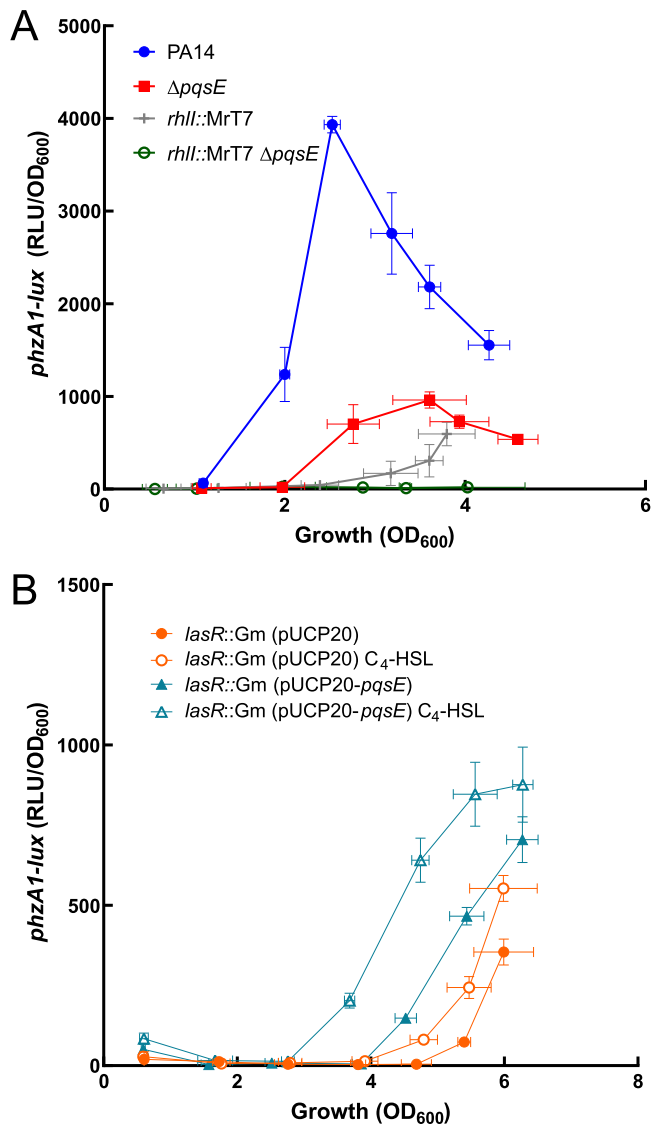 A
phzA1-lux (RLU/OD600)
5000
4000
3000
2000
1000
0
PA14
ΔpqsE
rhlI::MrT7
rhlI::MrT7 ΔpqsE
0 2 4 6
Growth (OD600)
B
phzA1-lux (RLU/OD600)
1500
1000
500
0
lasR::Gm (pUCP20)
lasR::Gm (pUCP20) C4-HSL
lasR::Gm (pUCP20-pqsE)
lasR::Gm (pUCP20-pqsE) C4-HSL
0 2 4 6 8
Growth (OD600)